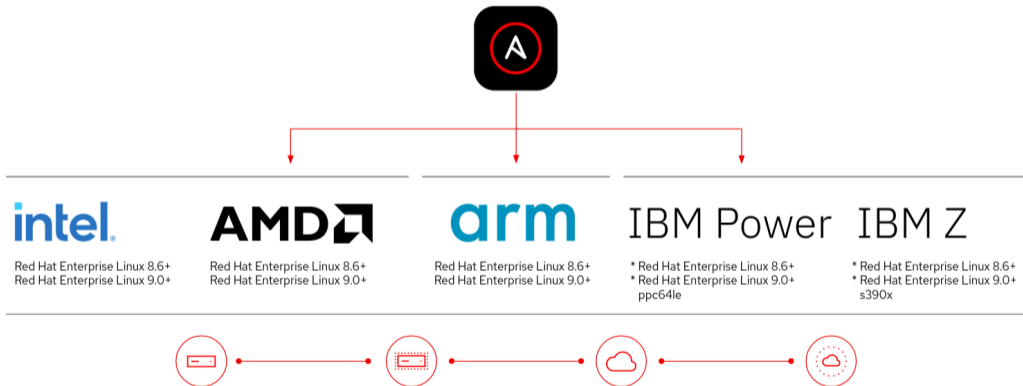 intel.
Red Hat Enterprise Linux 8.6+
Red Hat Enterprise Linux 9.0+
AMD
Red Hat Enterprise Linux 8.6+
Red Hat Enterprise Linux 9.0+
arm
Red Hat Enterprise Linux 8.6+
Red Hat Enterprise Linux 9.0+
IBM Power
* Red Hat Enterprise Linux 8.6+
* Red Hat Enterprise Linux 9.0+
ppc64le
IBM Z
* Red Hat Enterprise Linux 8.6+
* Red Hat Enterprise Linux 9.0+
s390x